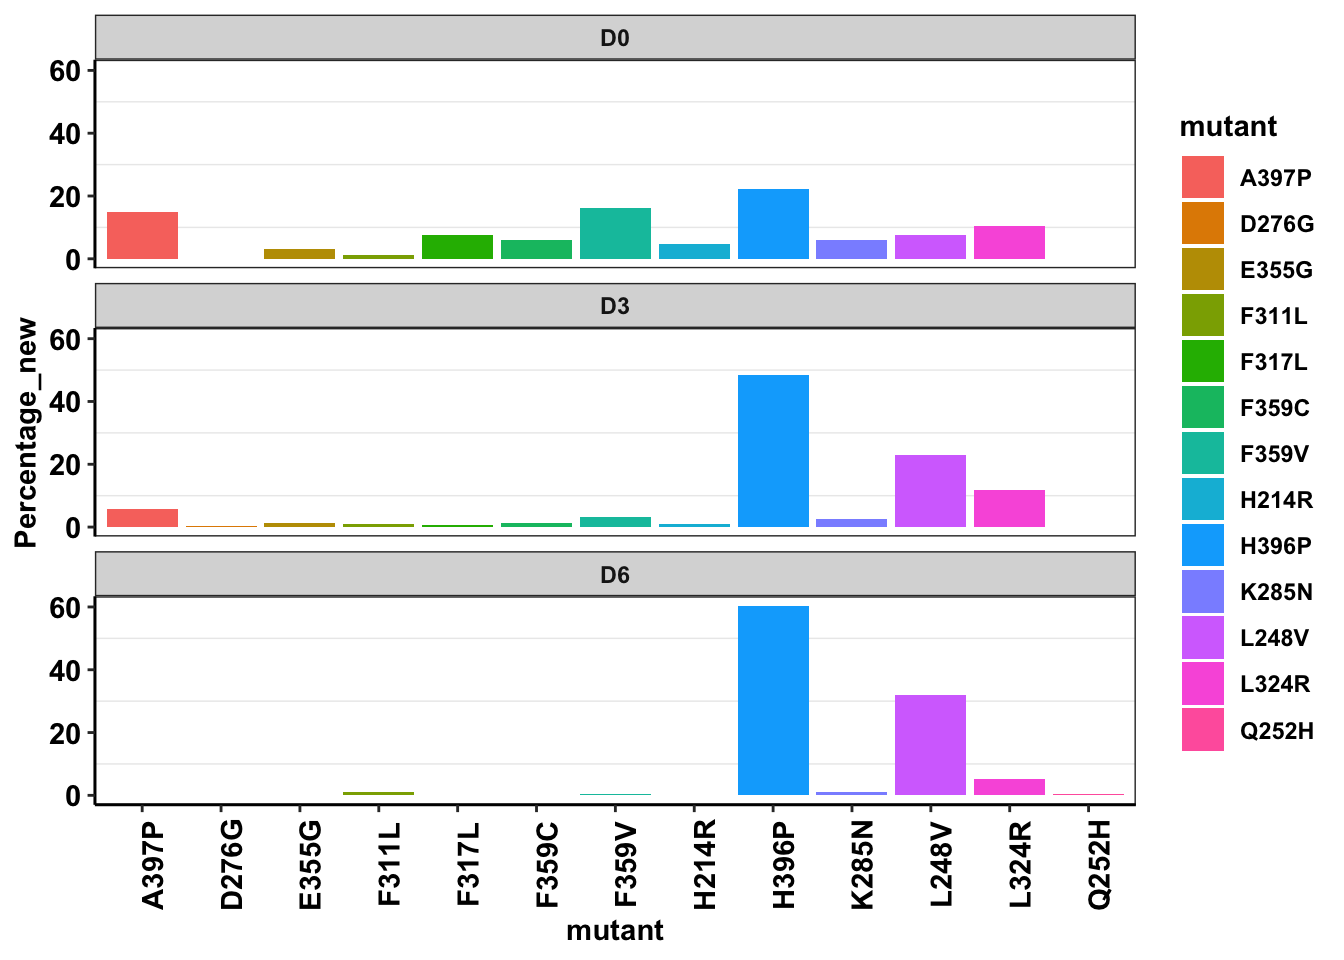 D0
60
40
20
0
D3
60
40
20
0
D6
60
40
20
0
Percentage_new
A397P
D276G
E355G
F311L
F317L
F359C
F359V
H214R
H396P
K285N
L248V
L324R
Q252H
mutant
mutant
A397P
D276G
E355G
F311L
F317L
F359C
F359V
H214R
H396P
K285N
L248V
L324R
Q252H